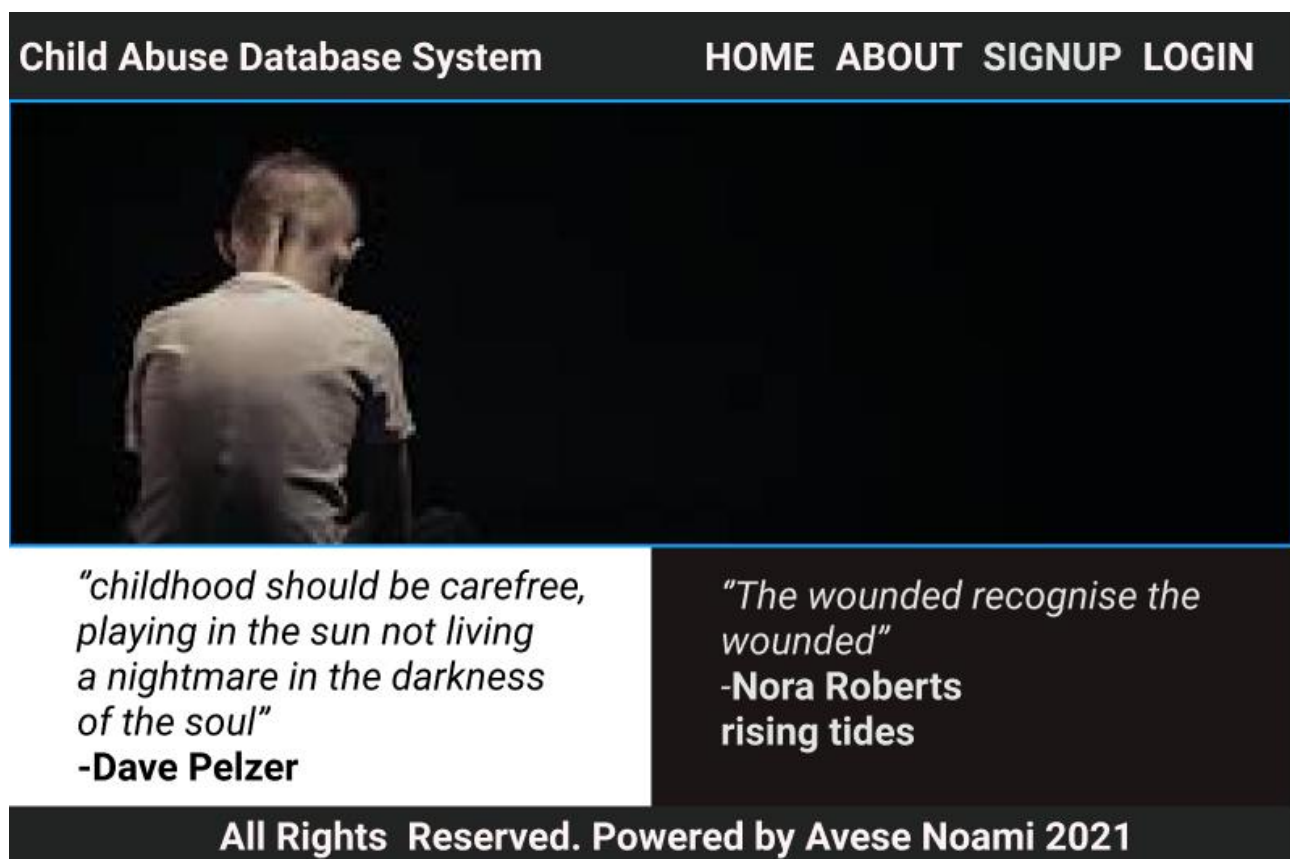 Child Abuse Database System
HOME ABOUT SIGNUP LOGIN
"childhood should be carefree,
playing in the sun not living
a nightmare in the darkness
of the soul"
-Dave Pelzer
"The wounded recognise the
wounded"
-Nora Roberts
rising tides
All Rights Reserved. Powered by Avese Noami 2021